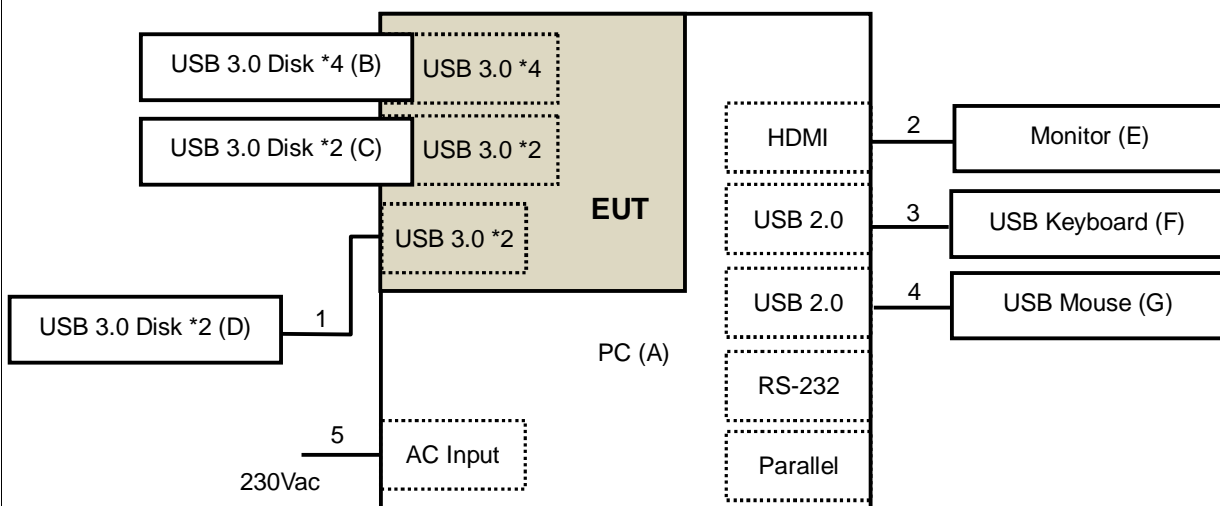 USB 3.0 Disk *4 (B)
USB 3.0 *4
USB 3.0 Disk *2 (C)
USB 3.0 *2
EUT
USB 3.0 *2
USB 3.0 Disk *2 (D)
1
PC (A)
5
230Vac
AC Input
HDMI
2
Monitor (E)
USB 2.0
3
USB Keyboard (F)
USB 2.0
4
USB Mouse (G)
RS-232
Parallel